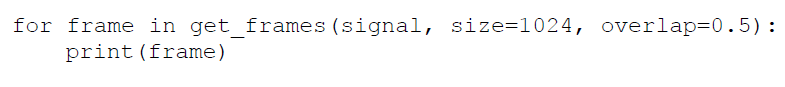 for frame in get_frames(signal, size=1024, overlap=0.5):
    print(frame)